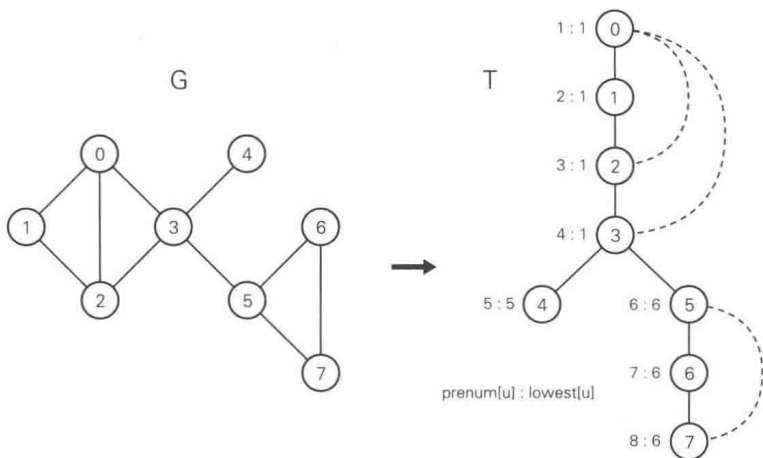 G
0
4
1
3
6
2
5
7
T
1 : 1 0
2 : 1 1
3 : 1 2
4 : 1 3
5 : 5 4
6 : 6 5
7 : 6 6
prenum[u] : lowest[u]
8 : 6 7